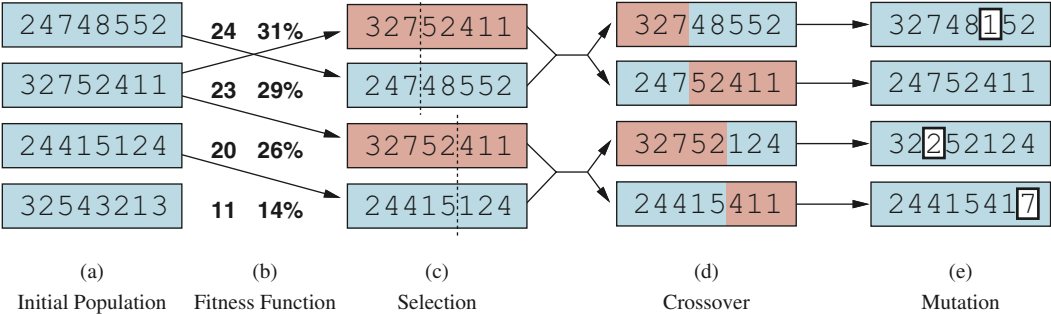 24748552 24 31% 32752411 32748552 32748152
32752411 23 29% 24748552 24752411 24752411
24415124 20 26% 32752411 32752124 32252124
32543213 11 14% 24415124 24415411 24415417
(a) (b) (c) (d) (e)
Initial Population Fitness Function Selection Crossover Mutation